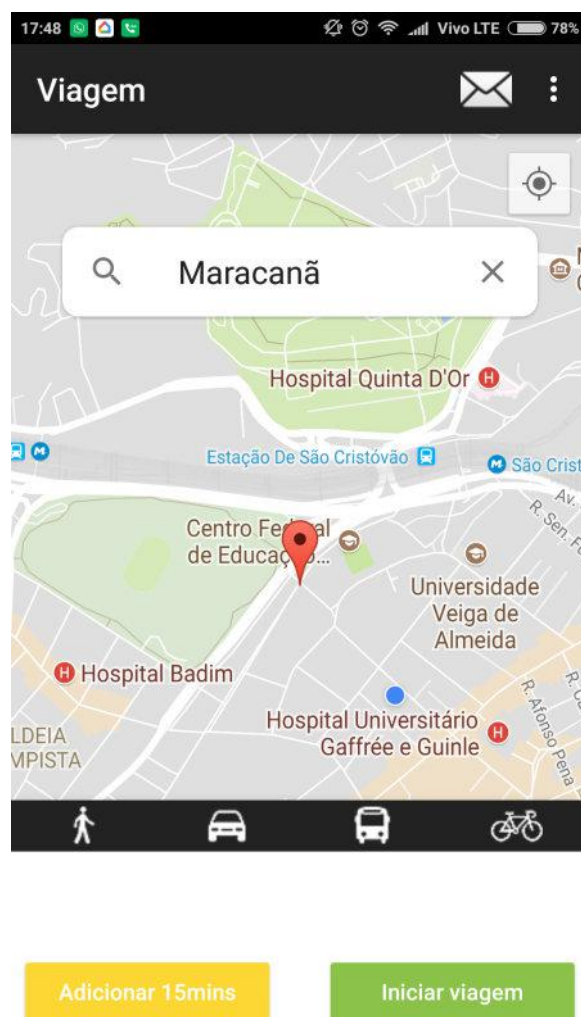 17:48 Vivo LTE 78%
Viagem
Maracanã
Hospital Quinta D'Or H
Estação De São Cristóvão
M
M São Crist
Av.
R. Sen. F
Centro Federal
de Educaç...
Universidade
Veiga de
Almeida
H Hospital Badim
R. Afonso Pena
Hospital Universitário
Gaffrée e Guinle H
LDEIA
MPISTA
Adicionar 15mins
Iniciar viagem